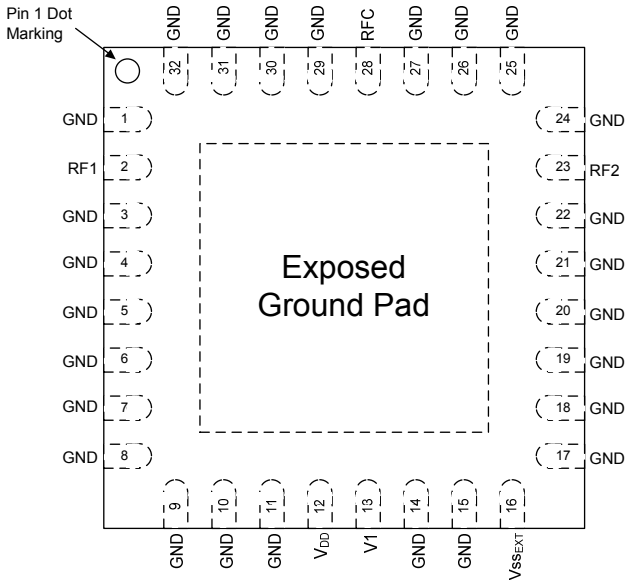 Pin 1 Dot
Marking
GND GND GND GND RFC GND GND GND
32 31 30 29 28 27 26 25
GND 1 24 GND
RF1 2 23 RF2
GND 3 22 GND
GND 4 21 GND
GND 5 20 GND
GND 6 19 GND
GND 7 18 GND
GND 8 17 GND
Exposed
Ground Pad
9 10 11 12 13 14 15 16
GND GND GND VDD V1 GND GND VSSEXT